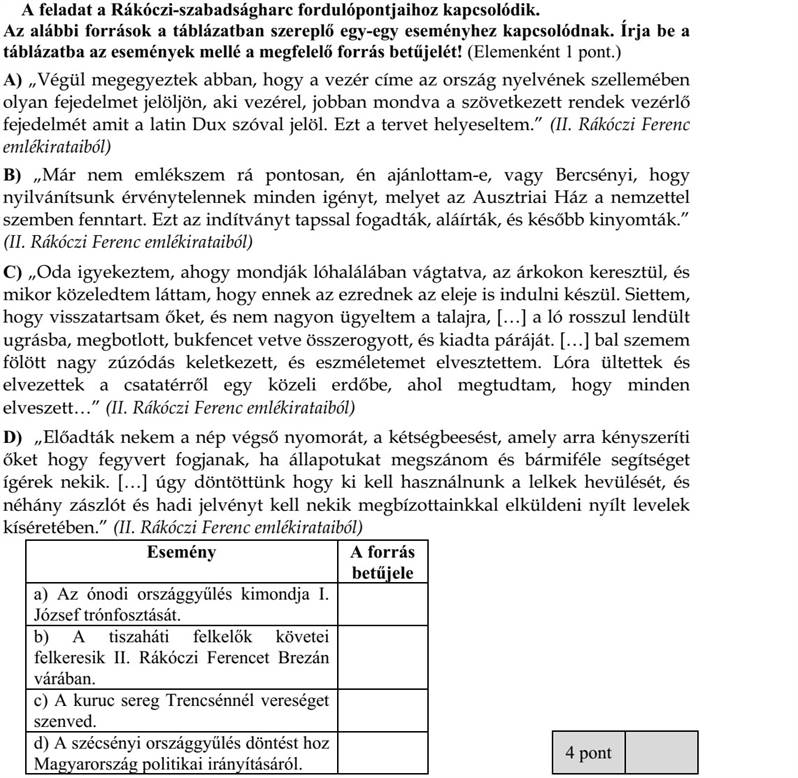 A feladat a Rákóczi-szabadságharc fordulópontjaihoz kapcsolódik.
Az alábbi források a táblázatban szereplő egy-egy eseményhez kapcsolódnak. Írja be a
táblázatba az események mellé a megfelelő forrás betűjelét! (Elemenként 1 pont.)
A) „Végül megegyeztek abban, hogy a vezér címe az ország nyelvének szellemében
olyan fejedelmet jelöljön, aki vezérel, jobban mondva a szövetkezett rendek vezérlő
fejedelmét amit a latin Dux szóval jelöl. Ezt a tervet helyeseltem.” (II. Rákóczi Ferenc
emlékirataiból)
B) „Már nem emlékszem rá pontosan, én ajánlottam-e, vagy Bercsényi, hogy
nyilvánítsunk érvénytelennek minden igényt, melyet az Ausztriai Ház a nemzettel
szemben fenntart. Ezt az indítványt tapssal fogadták, aláírták, és később kinyomták.”
(II. Rákóczi Ferenc emlékirataiból)
C) „Oda igyekeztem, ahogy mondják lóhalálában vágtatva, az árkokon keresztül, és
mikor közeledtem láttam, hogy ennek az ezrednek az eleje is indulni készül. Siettem,
hogy visszatartsam őket, és nem nagyon ügyeltem a talajra, […] a ló rosszul lendült
ugrásba, megbotlott, bukfencet vetve összerogyott, és kiadta páráját. […] bal szemem
fölött nagy zúzódás keletkezett, és eszméletemet elvesztettem. Lóra ültettek és
elvezettek a csatatérről egy közeli erdőbe, ahol megtudtam, hogy minden
elveszett…” (II. Rákóczi Ferenc emlékirataiból)
D) „Előadták nekem a nép végső nyomorát, a kétségbeesést, amely arra kényszeríti
őket hogy fegyvert fogjanak, ha állapotukat megszánom és bármiféle segítséget
ígérek nekik. […] úgy döntöttünk hogy ki kell használnunk a lelkek hevülését, és
néhány zászlót és hadi jelvényt kell nekik megbízottainkkal elküldeni nyílt levelek
kíséretében.” (II. Rákóczi Ferenc emlékirataiból)
Esemény
A forrás
betűjele
a) Az ónodi országgyűlés kimondja I.
József trónfosztását.
b) A tiszaháti felkelők követei
felkeresik II. Rákóczi Ferencet Brezán
várában.
c) A kuruc sereg Trencsénnél vereséget
szenved.
d) A szécsényi országgyűlés döntést hoz
Magyarország politikai irányításáról.
4 pont